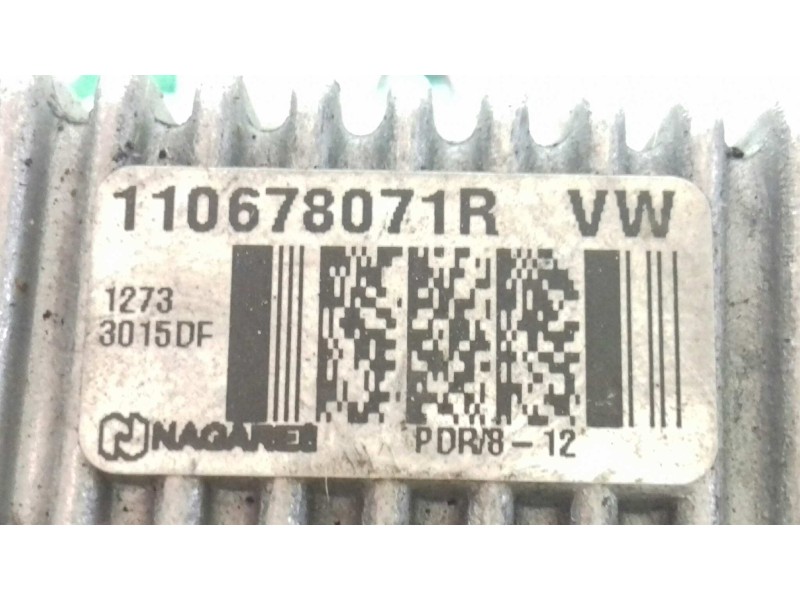 110678071R VW
1273
3015DF
NAGARES PDR/8-12